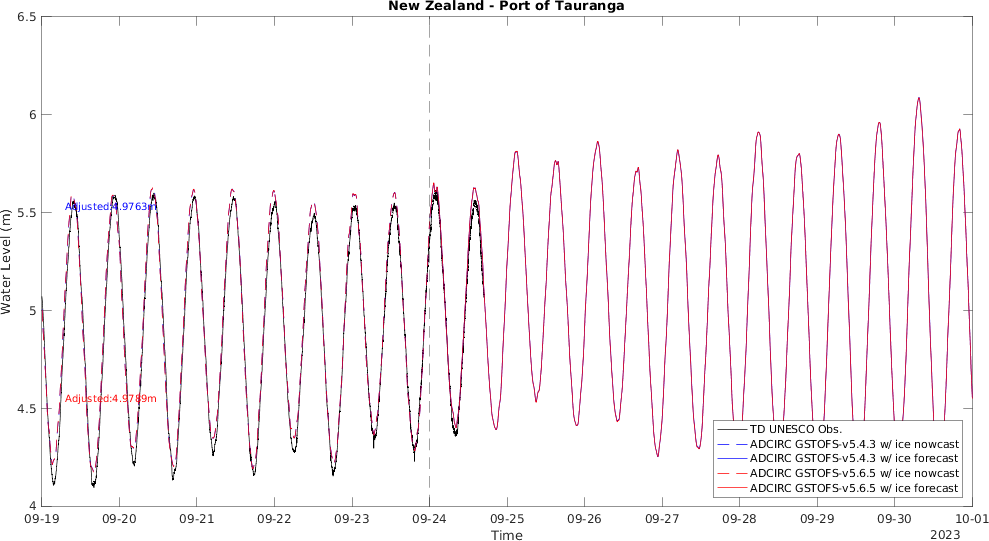 New Zealand - Port of Tauranga
6.5
6
5.5
5
4.5
4
Water Level (m)
Adjusted:4.9763m
Adjusted:4.9789m
TD UNESCO Obs.
ADCIRC GSTOFS-v5.4.3 w/ ice nowcast
ADCIRC GSTOFS-v5.4.3 w/ ice forecast
ADCIRC GSTOFS-v5.6.5 w/ ice nowcast
ADCIRC GSTOFS-v5.6.5 w/ ice forecast
09-19 09-20 09-21 09-22 09-23 09-24 09-25 09-26 09-27 09-28 09-29 09-30 10-01
Time
2023